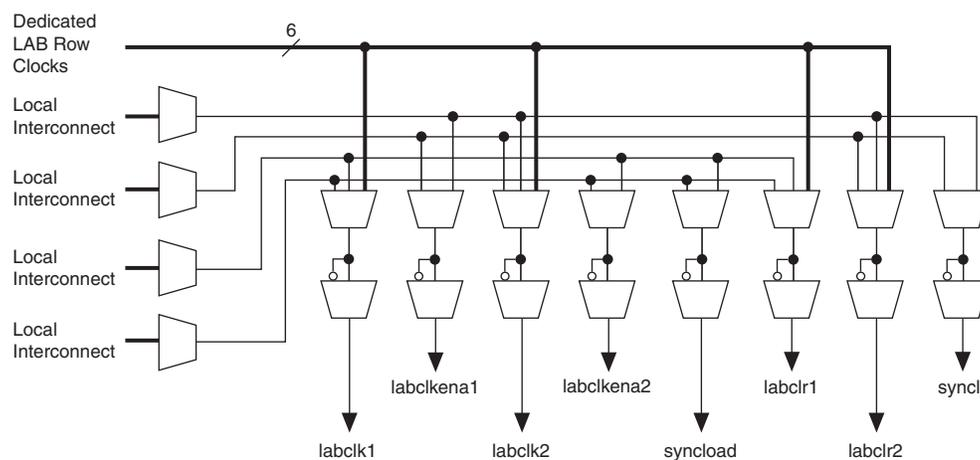 Dedicated
LAB Row
Clocks
6
Local
Interconnect
Local
Interconnect
Local
Interconnect
Local
Interconnect
labclkena1
labclkena2
labclr1
syncl
labclk1
labclk2
syncload
labclr2